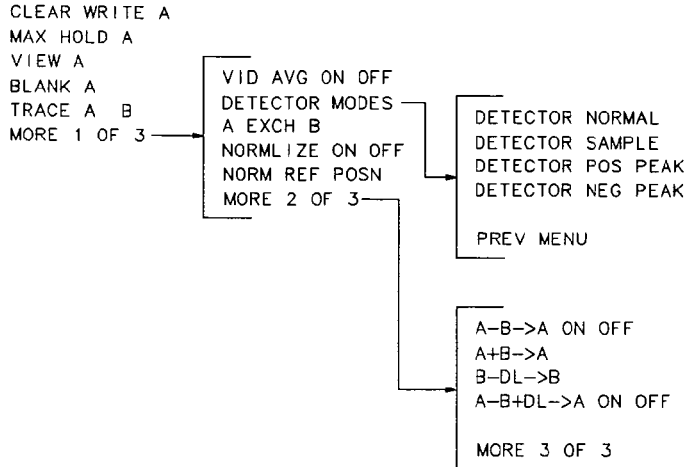 CLEAR WRITE A
MAX HOLD A
VIEW A
BLANK A
TRACE A B
MORE 1 OF 3
VID AVG ON OFF
DETECTOR MODES
A EXCH B
NORMLIZE ON OFF
NORM REF POSN
MORE 2 OF 3
DETECTOR NORMAL
DETECTOR SAMPLE
DETECTOR POS PEAK
DETECTOR NEG PEAK
PREV MENU
A-B->A ON OFF
A+B->A
B-DL->B
A-B+DL->A ON OFF
MORE 3 OF 3